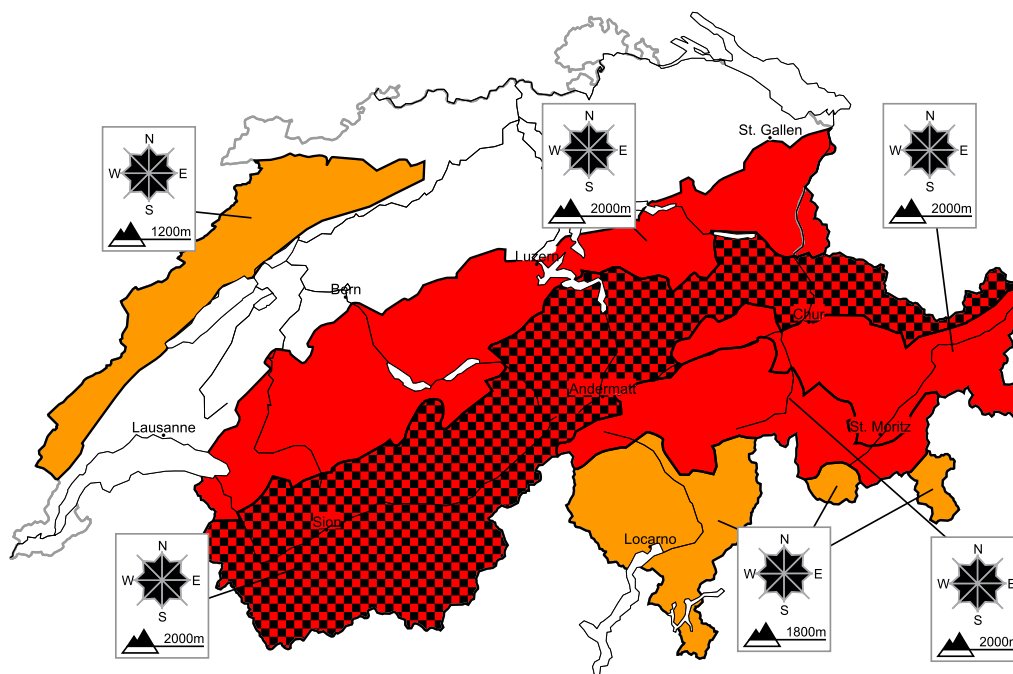 St. Gallen
N
W E
S
1200m
N
W E
S
2000m
N
W E
S
2000m
Luzern
Bern
Chur
Andermatt
Lausanne
St. Moritz
Sion
Locarno
N
W E
S
2000m
N
W E
S
1800m
N
W E
S
2000m